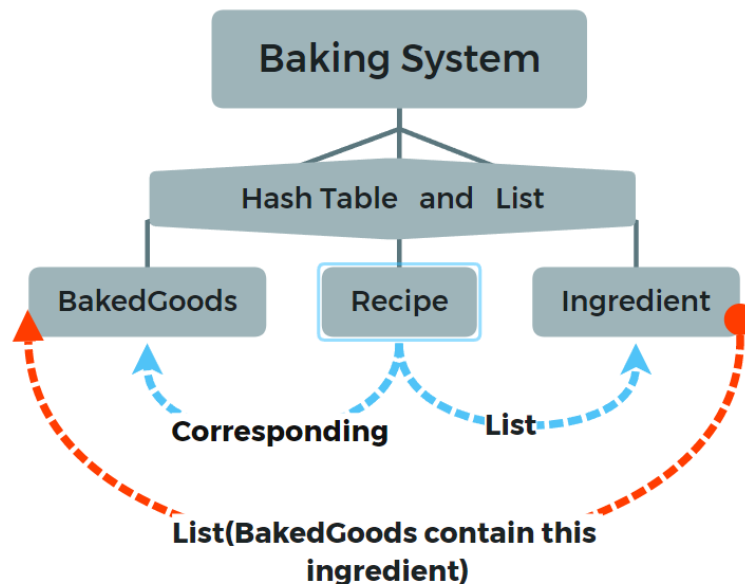 Baking System
Hash Table and List
BakedGoods
Recipe
Ingredient
Corresponding
List
List(BakedGoods contain this
ingredient)